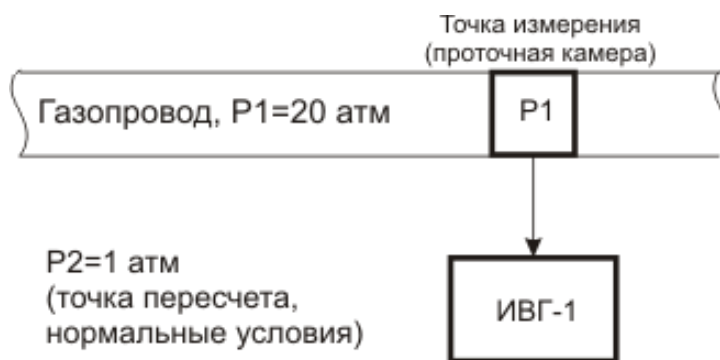 Точка измерения
(проточная камера)
Газопровод, P1=20 атм
P1
P2=1 атм
(точка пересчета,
нормальные условия)
ИВГ-1